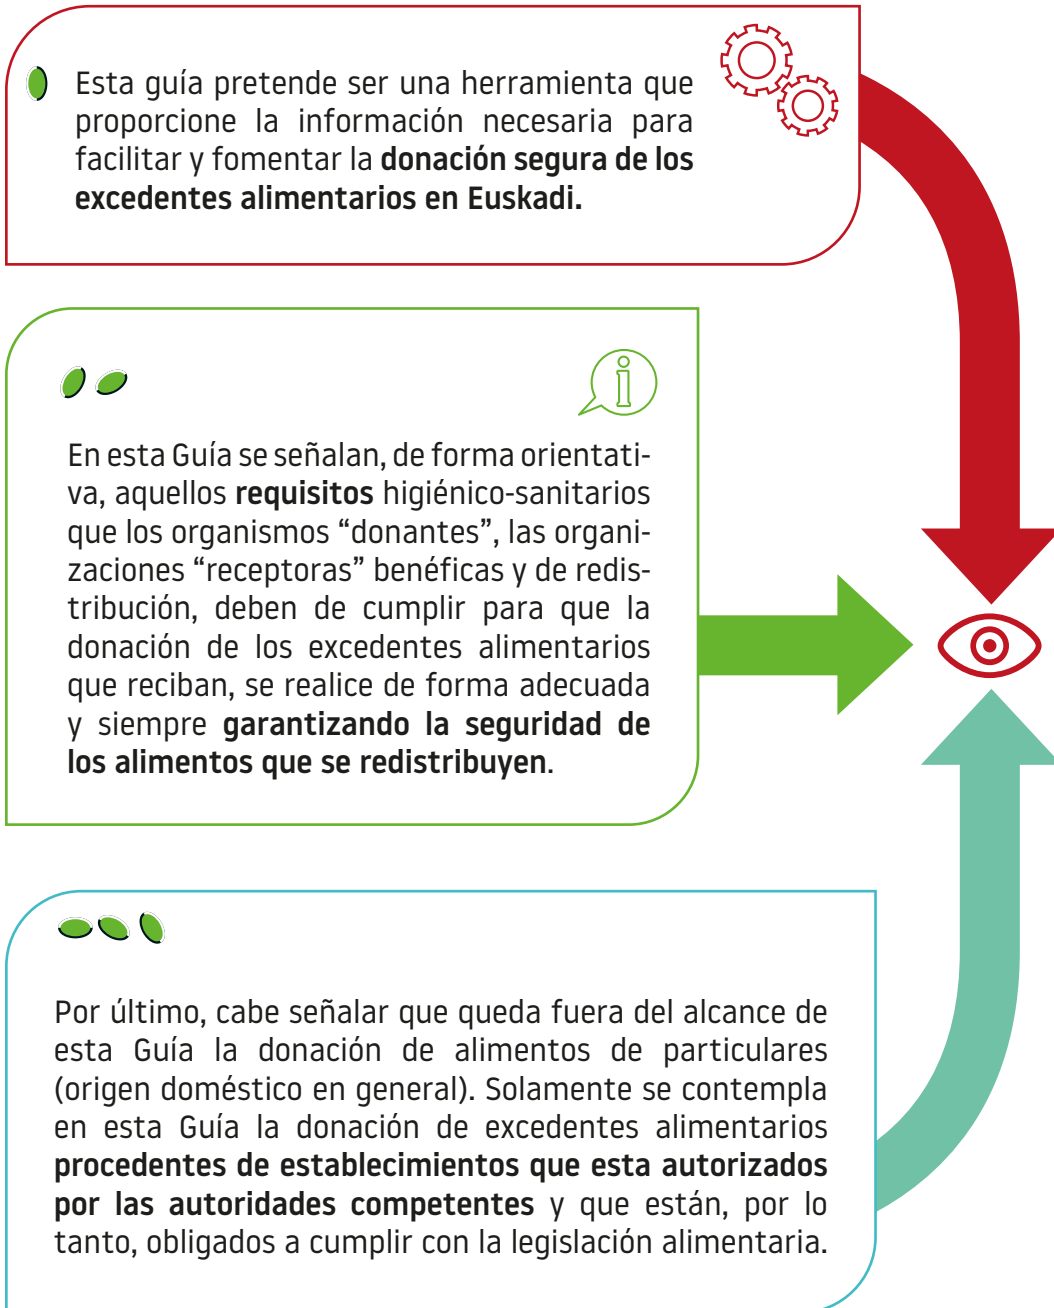 Esta guía pretende ser una herramienta que
proporcione la información necesaria para
facilitar y fomentar la donación segura de los
excedentes alimentarios en Euskadi.
En esta Guía se señalan, de forma orientati-
va, aquellos requisitos higiénico-sanitarios
que los organismos “donantes”, las organi-
zaciones “receptoras” benéficas y de redis-
tribución, deben de cumplir para que la
donación de los excedentes alimentarios
que reciban, se realice de forma adecuada
y siempre garantizando la seguridad de
los alimentos que se redistribuyen.
Por último, cabe señalar que queda fuera del alcance de
esta Guía la donación de alimentos de particulares
(origen doméstico en general). Solamente se contempla
en esta Guía la donación de excedentes alimentarios
procedentes de establecimientos que esta autorizados
por las autoridades competentes y que están, por lo
tanto, obligados a cumplir con la legislación alimentaria.